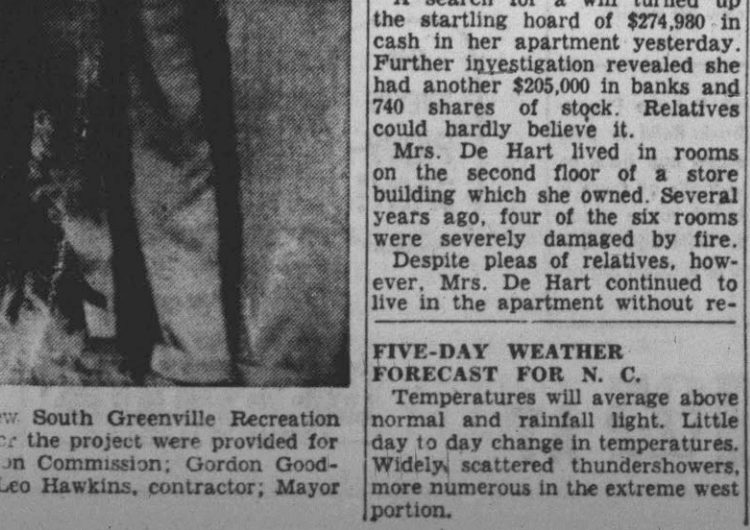 A search for a will turned up
the startling hoard of $274,980 in
cash in her apartment yesterday.
Further investigation revealed she
had another $205,000 in banks and
740 shares of stock. Relatives
could hardly believe it.
Mrs. De Hart lived in rooms
on the second floor of a store
building which she owned. Several
years ago, four of the six rooms
were severely damaged by fire.
Despite pleas of relatives, how-
ever, Mrs. De Hart continued to
live in the apartment without re-
FIVE-DAY WEATHER
FORECAST FOR N. C.
Temperatures will average above
normal and rainfall light. Little
day to day change in temperatures.
Widely scattered thundershowers,
more numerous in the extreme west
portion.
South Greenville Recreation
the project were provided for
Commission; Gordon Good-
Leo Hawkins, contractor; Mayor